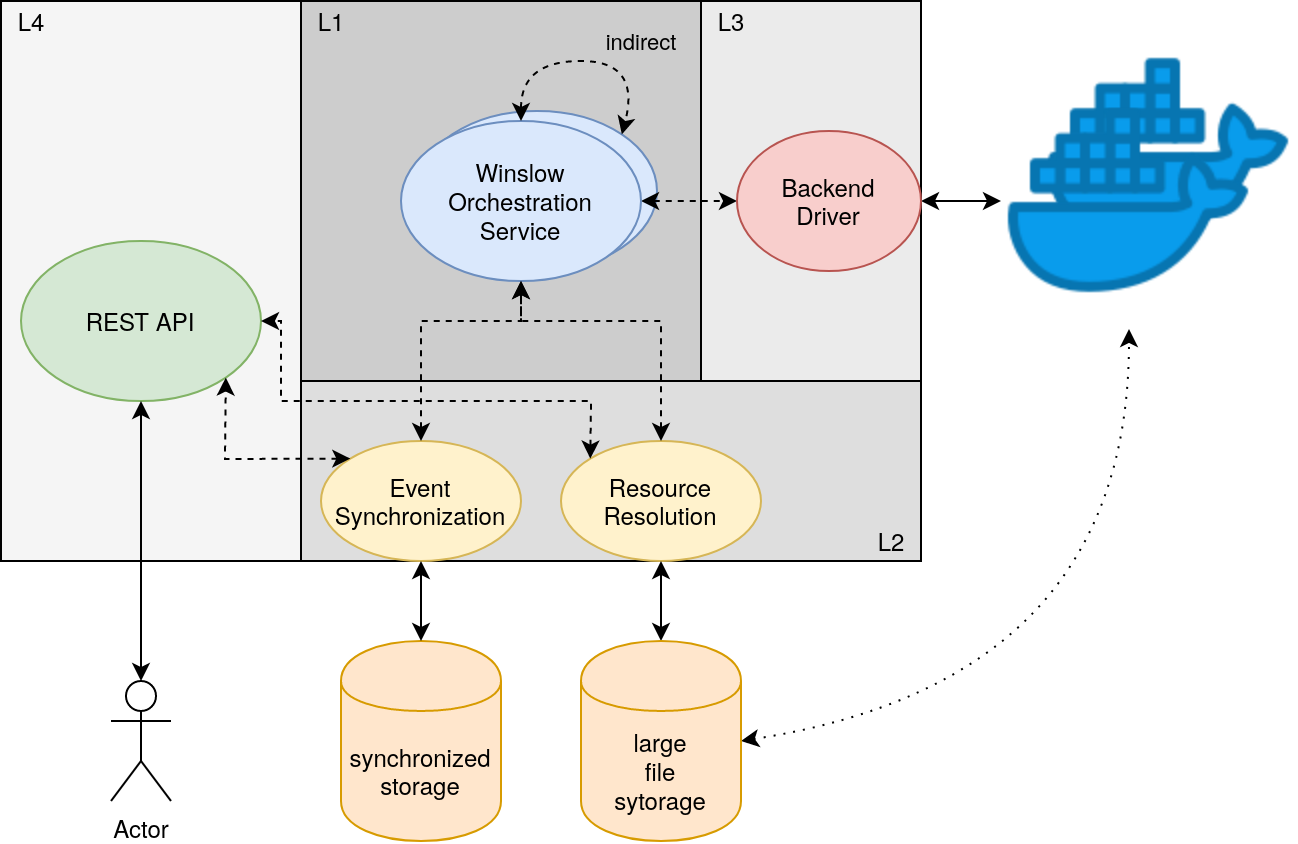 L4
L1
L3
indirect
Winslow
Orchestration
Service
Backend
Driver
REST API
Event
Synchronization
Resource
Resolution
L2
synchronized
storage
large
file
sytorage
Actor